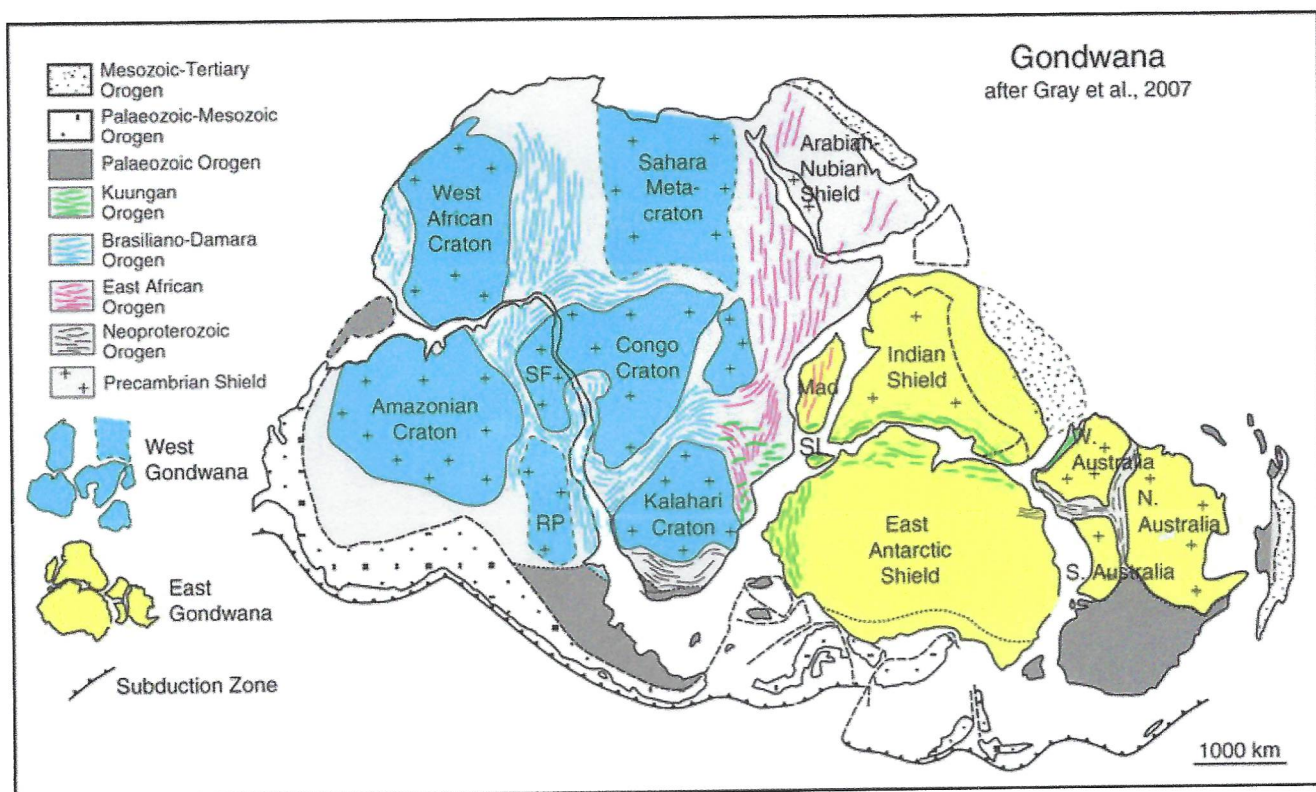 Gondwana
after Gray et al., 2007
Mesozoic-Tertiary
Orogen
Palaeozoic-Mesozoic
Orogen
Palaeozoic Orogen
Kuungan
Orogen
Brasiliano-Damara
Orogen
East African
Orogen
Neoproterozoic
Orogen
Precambrian Shield
West
Gondwana
East
Gondwana
Subduction Zone
West
African
Craton
Sahara
Meta-
craton
Arabian-
Nubian-
Shield
Amazonian
Craton
SF
Congo
Craton
Mad
Indian
Shield
SL
RP
Kalahari
Craton
East
Antarctic
Shield
W.
Australia
N.
Australia
S. Australia
1000 km